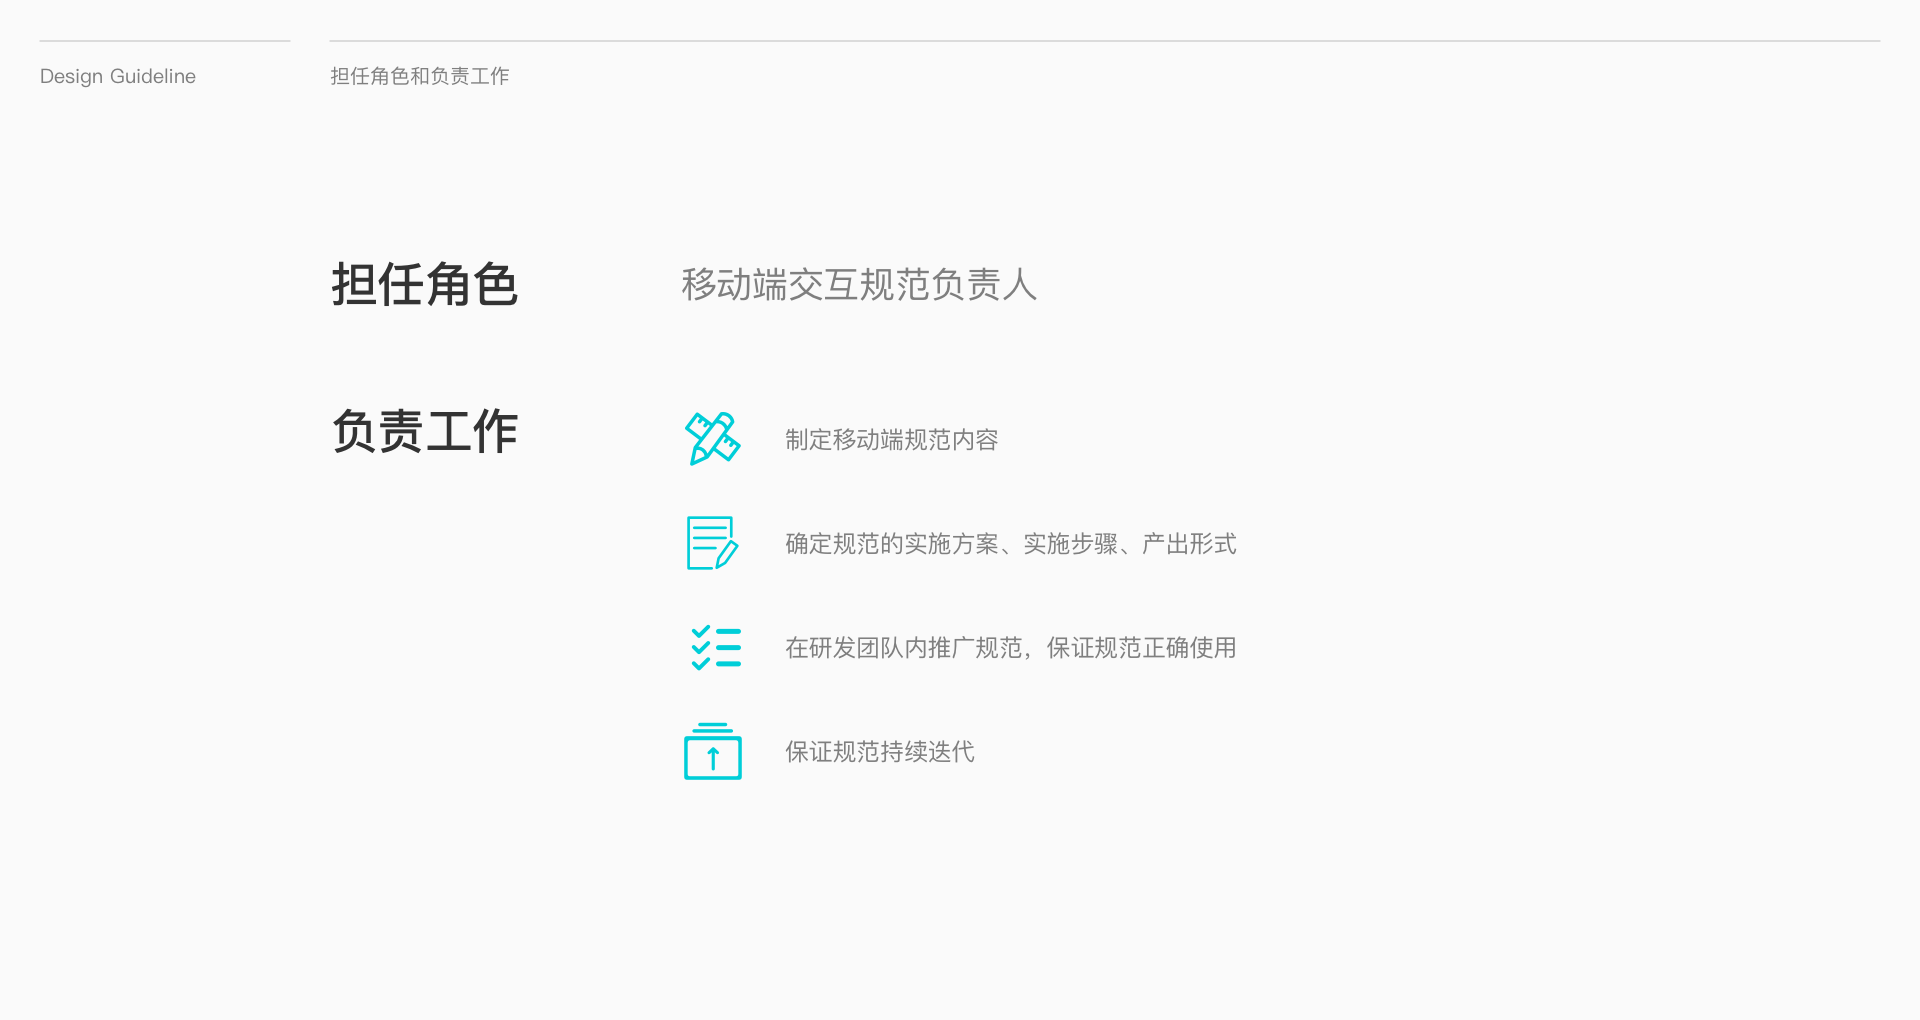 Design Guideline
担任角色和负责工作
担任角色
移动端交互规范负责人
负责工作
制定移动端规范内容
确定规范的实施方案、实施步骤、产出形式
在研发团队内推广规范，保证规范正确使用
保证规范持续迭代